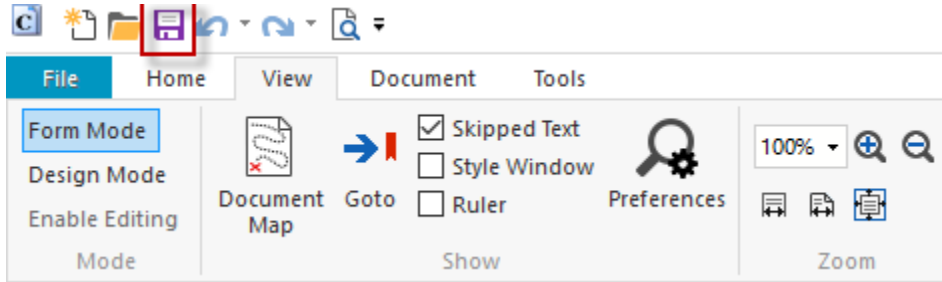 C
File Home View Document Tools
Form Mode
Design Mode
Enable Editing
Mode
Document
Map
Goto
Skipped Text
Style Window
Ruler
Preferences
Show
100%
Zoom